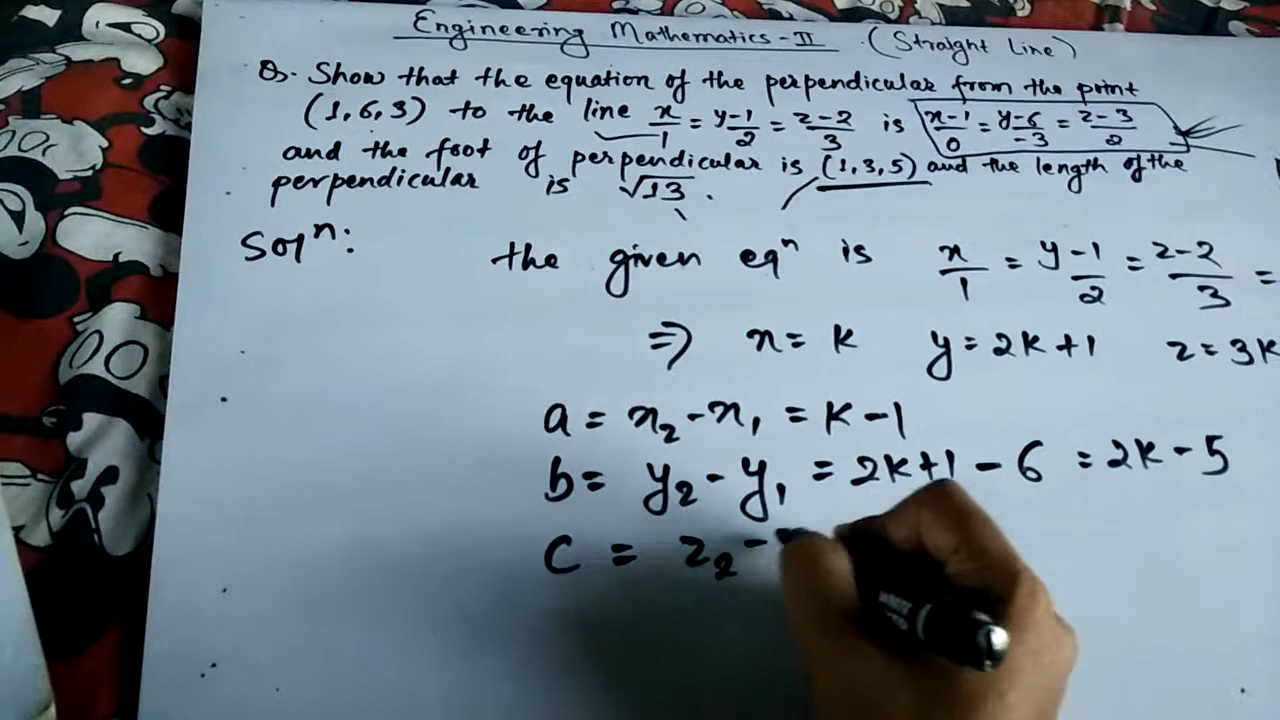 Engineering Mathematics-II (Straight Line)
Q. Show that the equation of the perpendicular from the point
(1,6,3) to the line x/1 = y-1/2 = z-2/3 is x-1/0 = y-6/-3 = z-3/2
and the foot of perpendicular is (1,3,5) and the length of the
perpendicular is √13.
Solⁿ: the given eqⁿ is x/1 = y-1/2 = z-2/3 =
⇒ x = k y = 2k+1 z = 3k
a = x₂-x₁ = k-1
b = y₂-y₁ = 2k+1-6 = 2k-5
c = z₂-